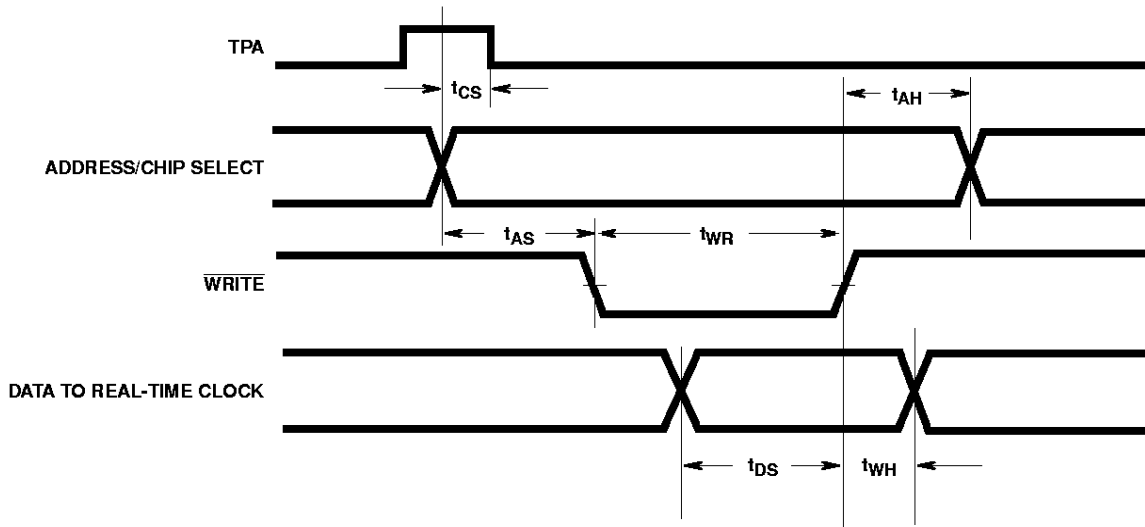 TPA
tCS
tAH
ADDRESS/CHIP SELECT
tAS
tWR
WRITE
DATA TO REAL-TIME CLOCK
tDS
tWH